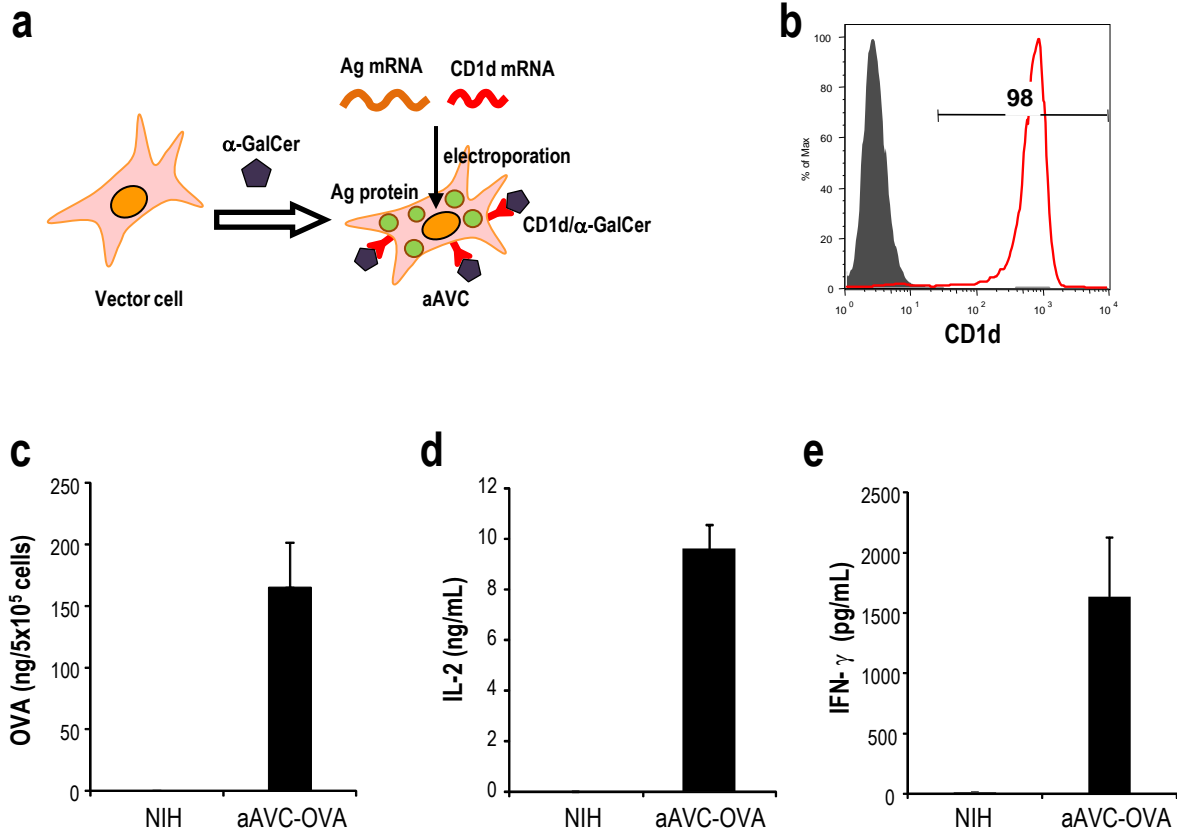 a
Ag mRNA
CD1d mRNA
α-GalCer
electroporation
Ag protein
CD1d/α-GalCer
Vector cell
aAVC
b
100
80
60
40
20
0
% of Max
98
10⁰ 10¹ 10² 10³ 10⁴
CD1d
c
250
200
150
100
50
0
OVA (ng/5x10⁵ cells)
NIH aAVC-OVA
d
12
10
8
6
4
2
0
IL-2 (ng/mL)
NIH aAVC-OVA
e
2500
2000
1500
1000
500
0
IFN- γ (pg/mL)
NIH aAVC-OVA